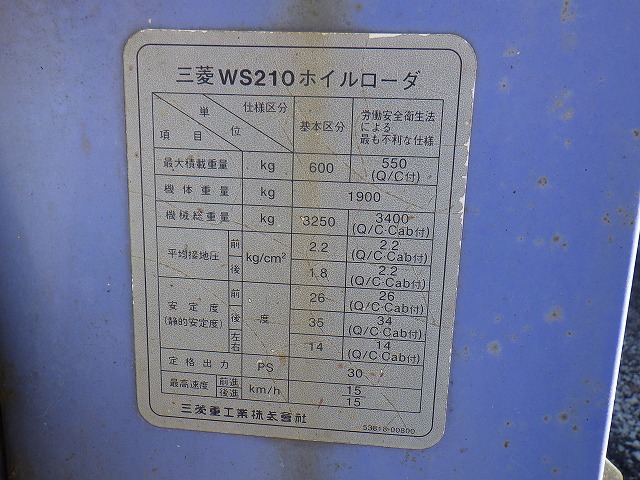 三菱WS210ホイルローダ
単位 仕様区分 項目 基本区分 労働安全衛生法による最も不利な仕様
最大積載重量 kg 600 550 (Q/C付)
機体重量 kg 1900
機械総重量 kg 3250 3400 (Q/C·Cab付)
平均接地圧 前 kg/cm² 2.2 2.2 (Q/C·Cab付)
後 1.8 2.2 (Q/C·Cab付)
安定度 (静的安定度) 前 度 26 26 (Q/C·Cab付)
後 35 34 (Q/C·Cab付)
左右 14 14 (Q/C·Cab付)
定格出力 PS 30
最高速度 前進 km/h 15
後進 15
三菱重工業株式會社
53618-00800